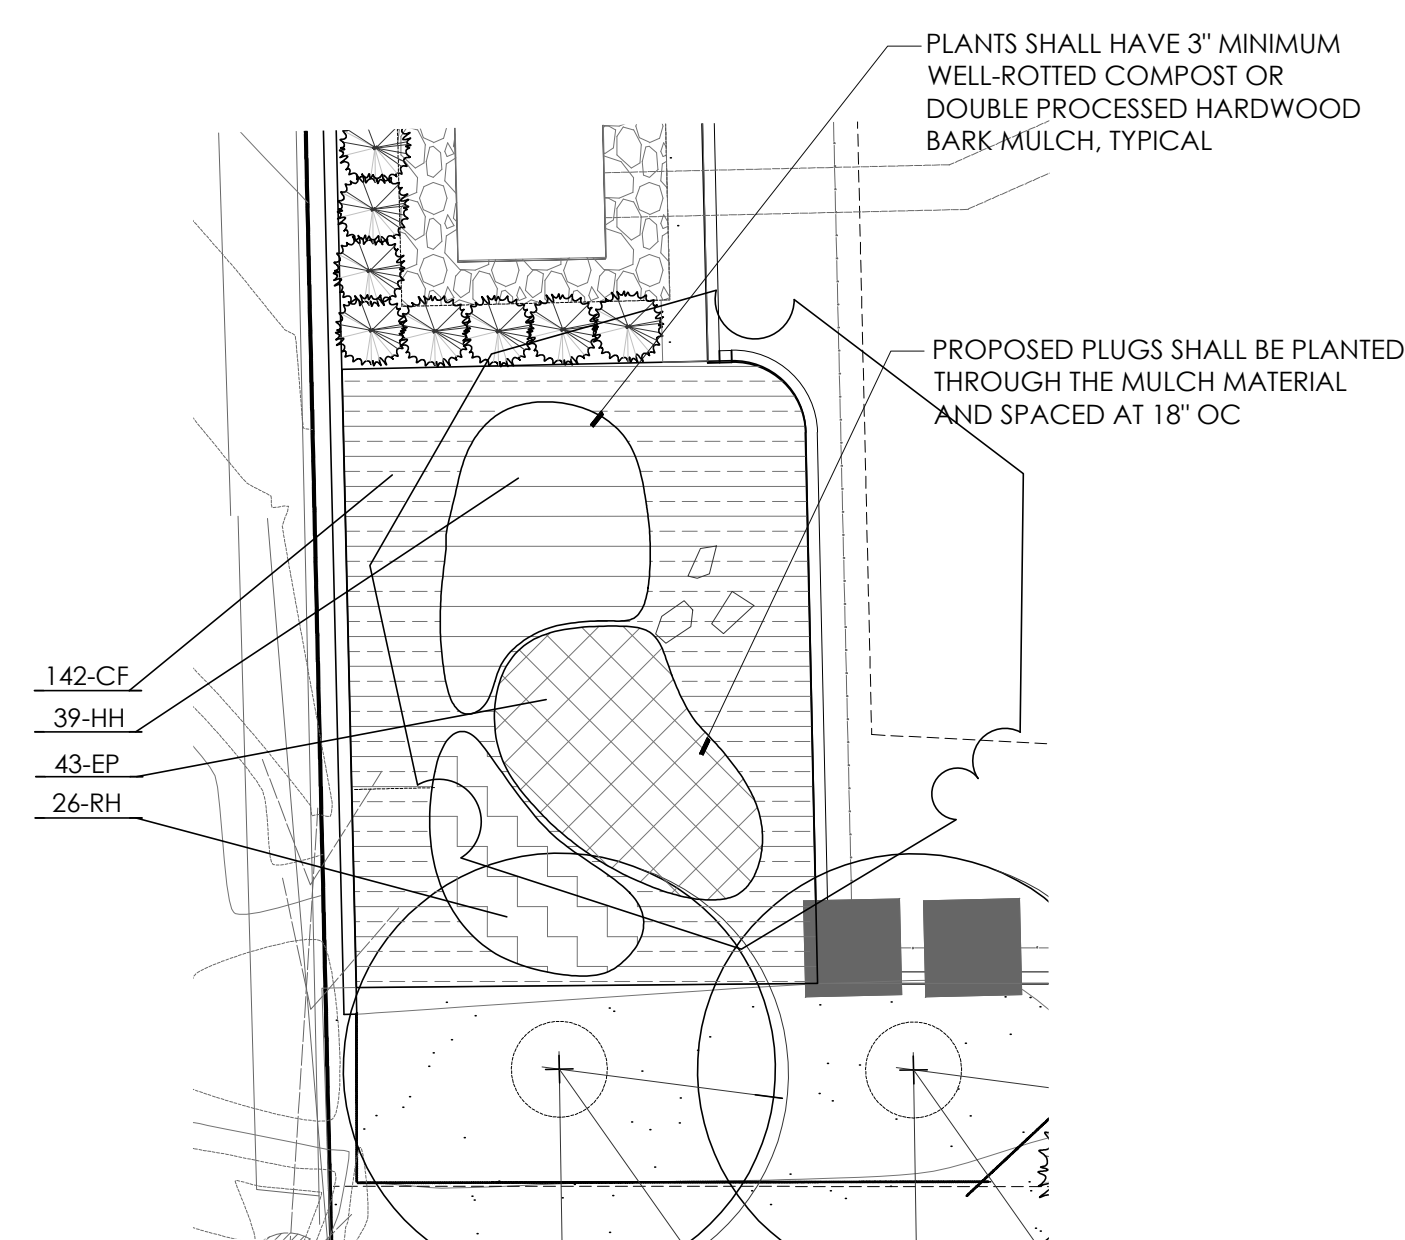 PLANTS SHALL HAVE 3" MINIMUM
WELL-ROTTED COMPOST OR
DOUBLE PROCESSED HARDWOOD
BARK MULCH, TYPICAL
PROPOSED PLUGS SHALL BE PLANTED
THROUGH THE MULCH MATERIAL
AND SPACED AT 18" OC
142-CF
39-HH
43-EP
26-RH